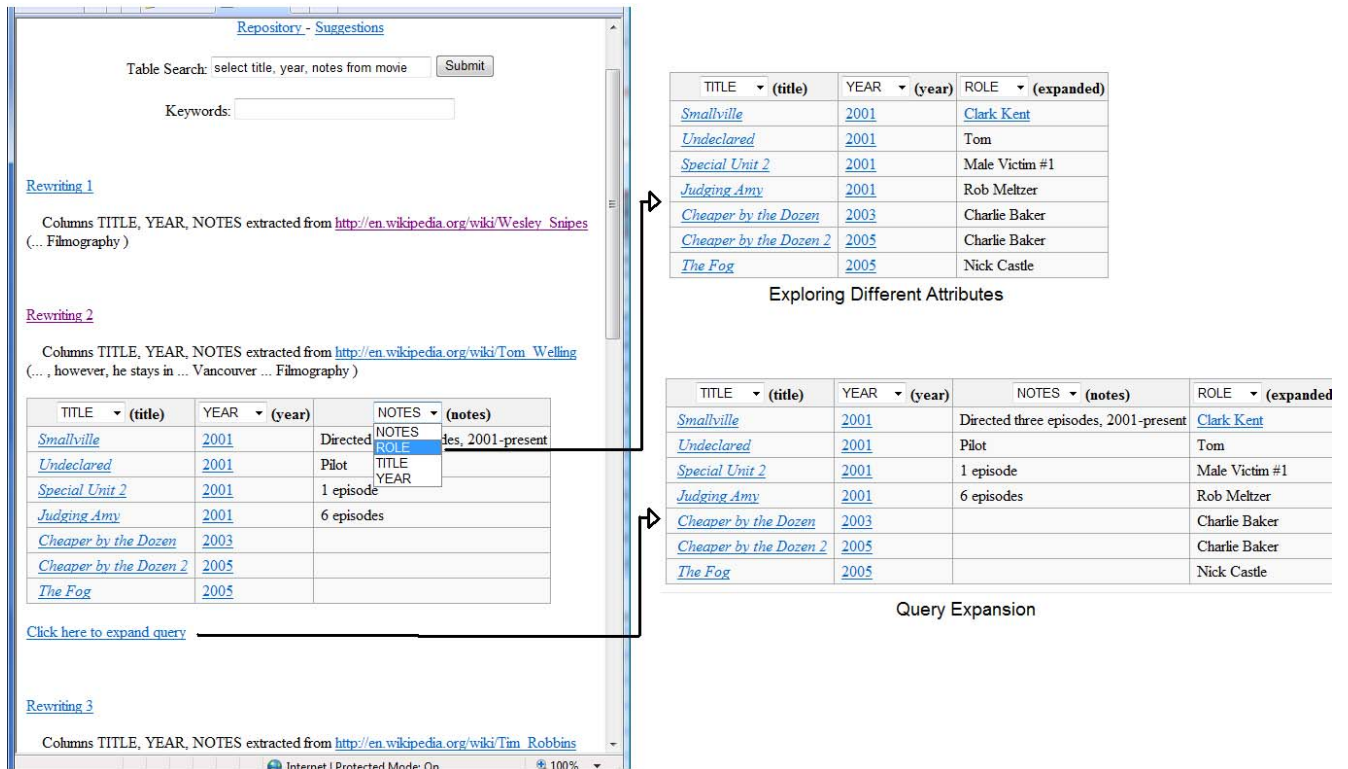 Repository - Suggestions
Table Search: select title, year, notes from movie Submit
Keywords:
Rewriting 1
Columns TITLE, YEAR, NOTES extracted from http://en.wikipedia.org/wiki/Wesley_Snipes
(... Filmography )
Rewriting 2
Columns TITLE, YEAR, NOTES extracted from http://en.wikipedia.org/wiki/Tom_Welling
(... , however, he stays in ... Vancouver ... Filmography )
TITLE (title) YEAR (year) NOTES (notes)
Smallville 2001 Directed des, 2001-present
Undeclared 2001 Pilot
Special Unit 2 2001 1 episode
Judging Amy 2001 6 episodes
Cheaper by the Dozen 2003
Cheaper by the Dozen 2 2005
The Fog 2005
NOTES
ROLE
TITLE
YEAR
Click here to expand query
Rewriting 3
Columns TITLE, YEAR, NOTES extracted from http://en.wikipedia.org/wiki/Tim_Robbins
Internet | Protected Mode: On 100%
TITLE (title) YEAR (year) ROLE (expanded)
Smallville 2001 Clark Kent
Undeclared 2001 Tom
Special Unit 2 2001 Male Victim #1
Judging Amy 2001 Rob Meltzer
Cheaper by the Dozen 2003 Charlie Baker
Cheaper by the Dozen 2 2005 Charlie Baker
The Fog 2005 Nick Castle
Exploring Different Attributes
TITLE (title) YEAR (year) NOTES (notes) ROLE (expanded
Smallville 2001 Directed three episodes, 2001-present Clark Kent
Undeclared 2001 Pilot Tom
Special Unit 2 2001 1 episode Male Victim #1
Judging Amy 2001 6 episodes Rob Meltzer
Cheaper by the Dozen 2003 Charlie Baker
Cheaper by the Dozen 2 2005 Charlie Baker
The Fog 2005 Nick Castle
Query Expansion